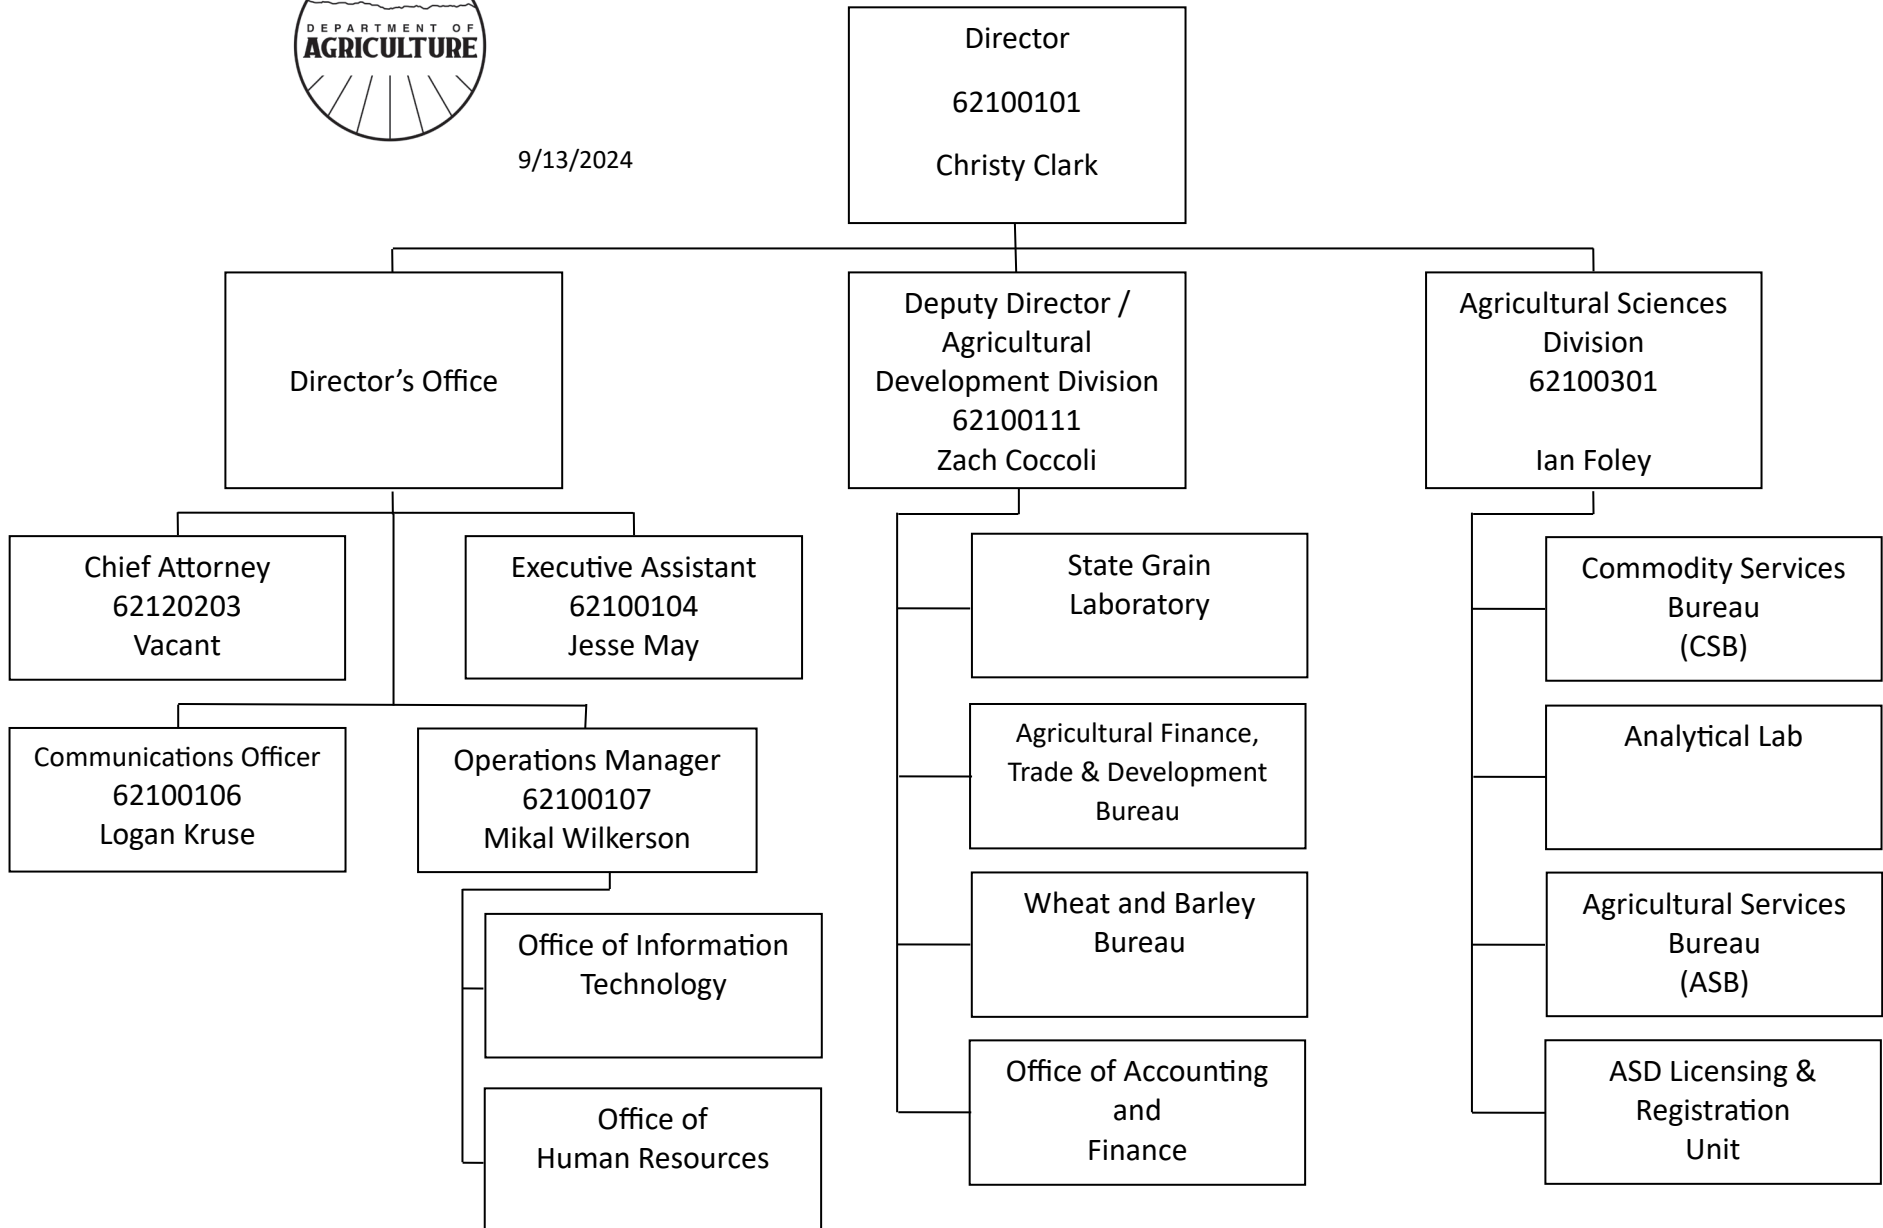 DEPARTMENT OF
AGRICULTURE
9/13/2024
Director
62100101
Christy Clark
Director’s Office
Deputy Director /
Agricultural
Development Division
62100111
Zach Coccoli
Agricultural Sciences
Division
62100301
Ian Foley
Chief Attorney
62120203
Vacant
Executive Assistant
62100104
Jesse May
Communications Officer
62100106
Logan Kruse
Operations Manager
62100107
Mikal Wilkerson
Office of Information
Technology
Office of
Human Resources
State Grain
Laboratory
Agricultural Finance,
Trade & Development
Bureau
Wheat and Barley
Bureau
Office of Accounting
and
Finance
Commodity Services
Bureau
(CSB)
Analytical Lab
Agricultural Services
Bureau
(ASB)
ASD Licensing &
Registration
Unit